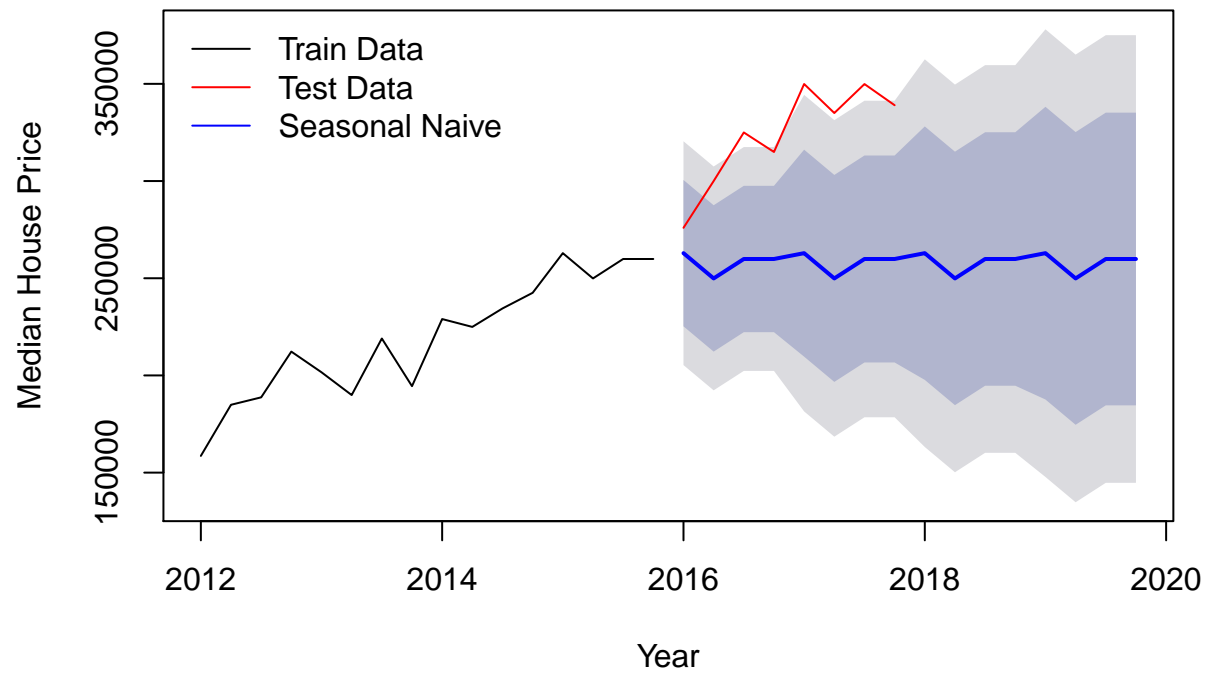 Train Data
Test Data
Seasonal Naive
Median House Price
350000
250000
150000
2012 2014 2016 2018 2020
Year